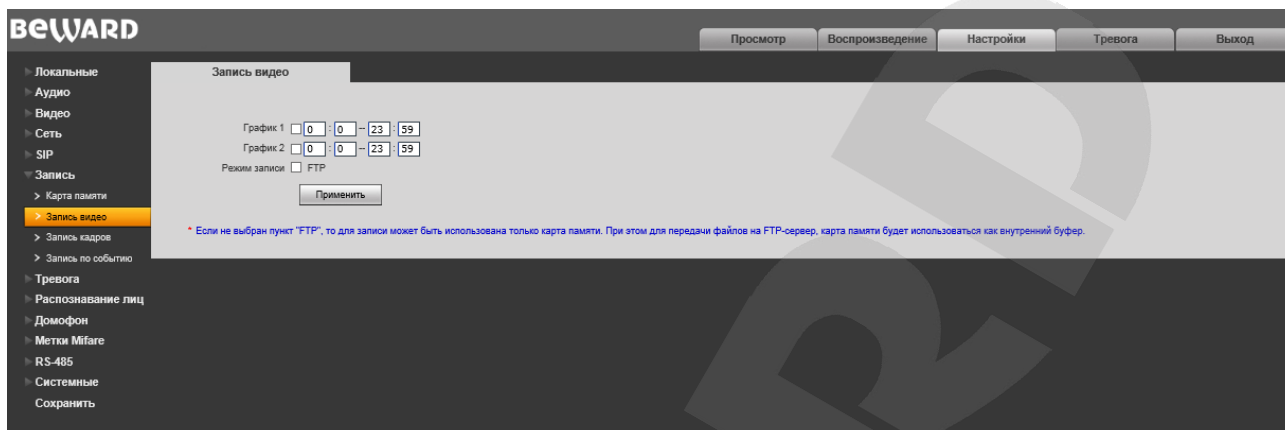 BEWARD
Просмотр Воспроизведение Настройки Тревога Выход
Локальные
Аудио
Видео
Сеть
SIP
Запись
> Карта памяти
> Запись видео
> Запись кадров
> Запись по событию
Тревога
Распознавание лиц
Домофон
Метки Mifare
RS-485
Системные
Сохранить
Запись видео
График 1 0 : 0 -- 23 : 59
График 2 0 : 0 -- 23 : 59
Режим записи FTP
Применить
* Если не выбран пункт "FTP", то для записи может быть использована только карта памяти. При этом для передачи файлов на FTP-сервер, карта памяти будет использоваться как внутренний буфер.